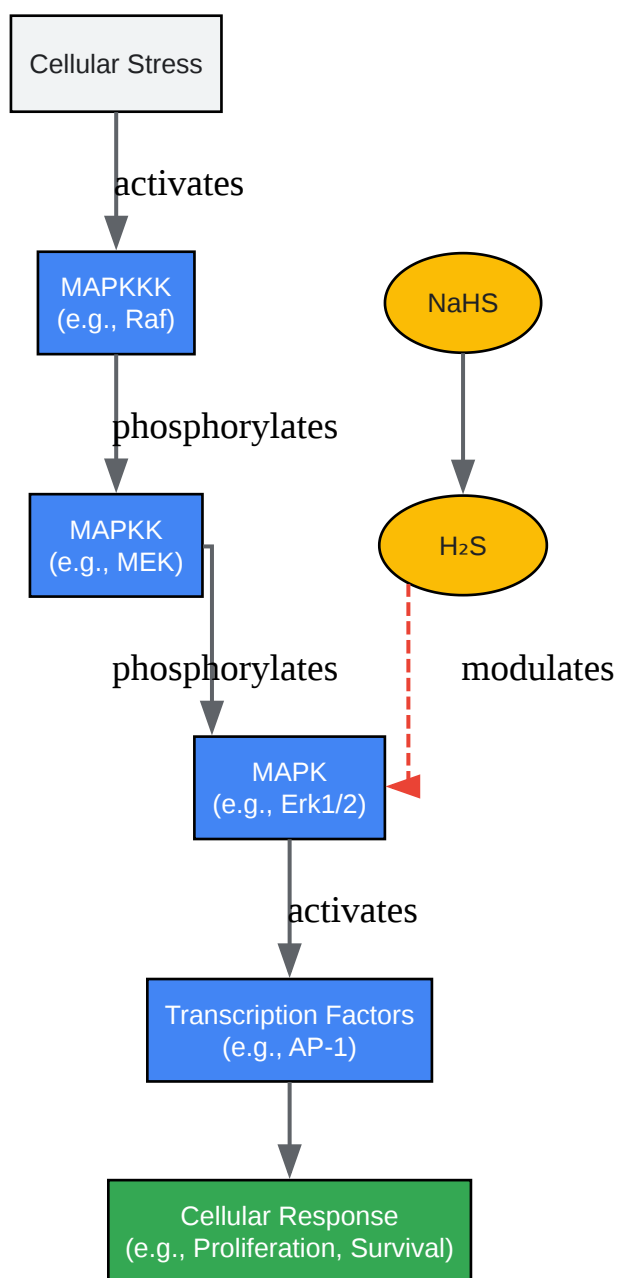 Cellular Stress
activates
MAPKKK
(e.g., Raf)
NaHS
phosphorylates
MAPKK
(e.g., MEK)
H₂S
phosphorylates
modulates
MAPK
(e.g., Erk1/2)
activates
Transcription Factors
(e.g., AP-1)
Cellular Response
(e.g., Proliferation, Survival)